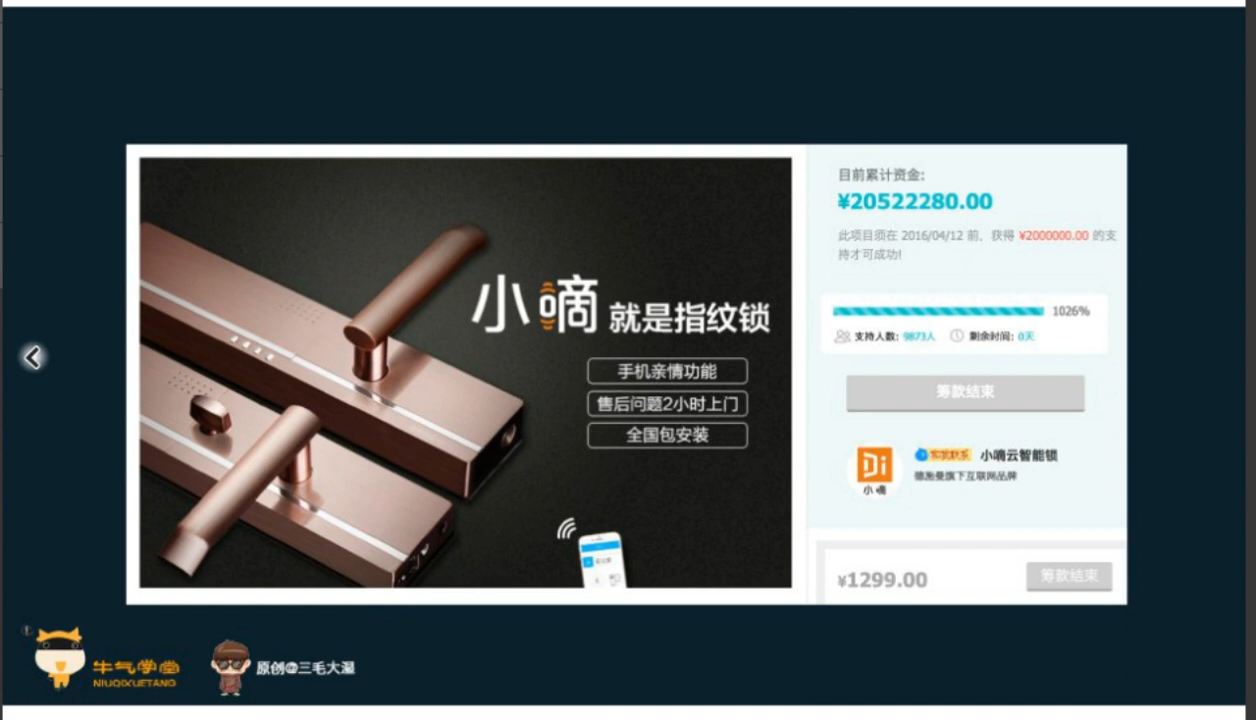 目前累计资金:
¥20522280.00
此项目须在 2016/04/12 前，获得 ¥2000000.00 的支
持才可成功!
1026%
支持人数: 9873人 剩余时间: 0天
筹款结束
小嘀 就是指纹锁
手机亲情功能
售后问题2小时上门
全国包安装
Di
小嘀
小嘀云智能锁
德施曼旗下互联网品牌
¥1299.00
筹款结束
牛气学堂
NIUQIXUETANG
原创@三毛大湿